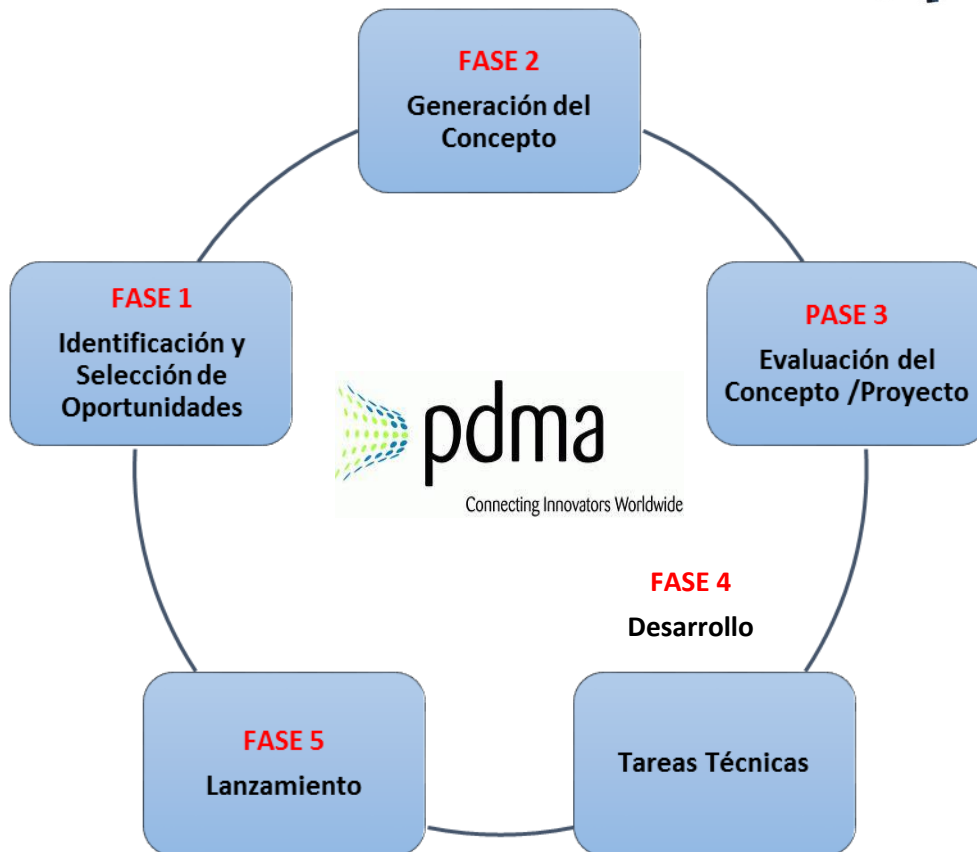 FASE 2
Generación del
Concepto
FASE 1
Identificación y
Selección de
Oportunidades
PASE 3
Evaluación del
Concepto /Proyecto
pdma
Connecting Innovators Worldwide
FASE 4
Desarrollo
FASE 5
Lanzamiento
Tareas Técnicas